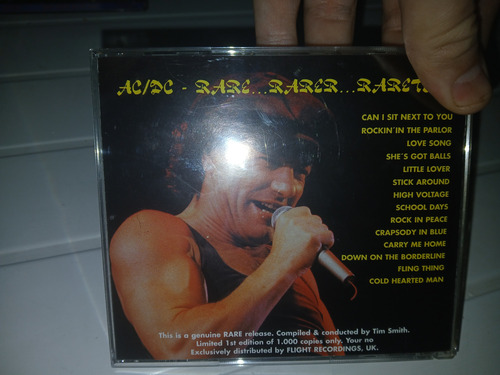 AC/DC - RARE...RARER...
CAN I SIT NEXT TO YOU
ROCKIN´IN THE PARLOR
LOVE SONG
SHE´S GOT BALLS
LITTLE LOVER
STICK AROUND
HIGH VOLTAGE
SCHOOL DAYS
ROCK IN PEACE
CRAPSODY IN BLUE
CARRY ME HOME
DOWN ON THE BORDERLINE
FLING THING
COLD HEARTED MAN
This is a genuine RARE release. Compiled & conducted by Tim Smith.
Limited 1st edition of 1.000 copies only. Your no
Exclusively distributed by FLIGHT RECORDINGS, UK.